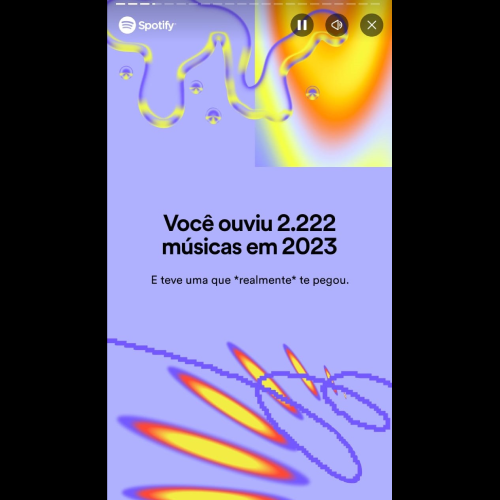 Spotify
Você ouviu 2.222
músicas em 2023
E teve uma que *realmente* te pegou.